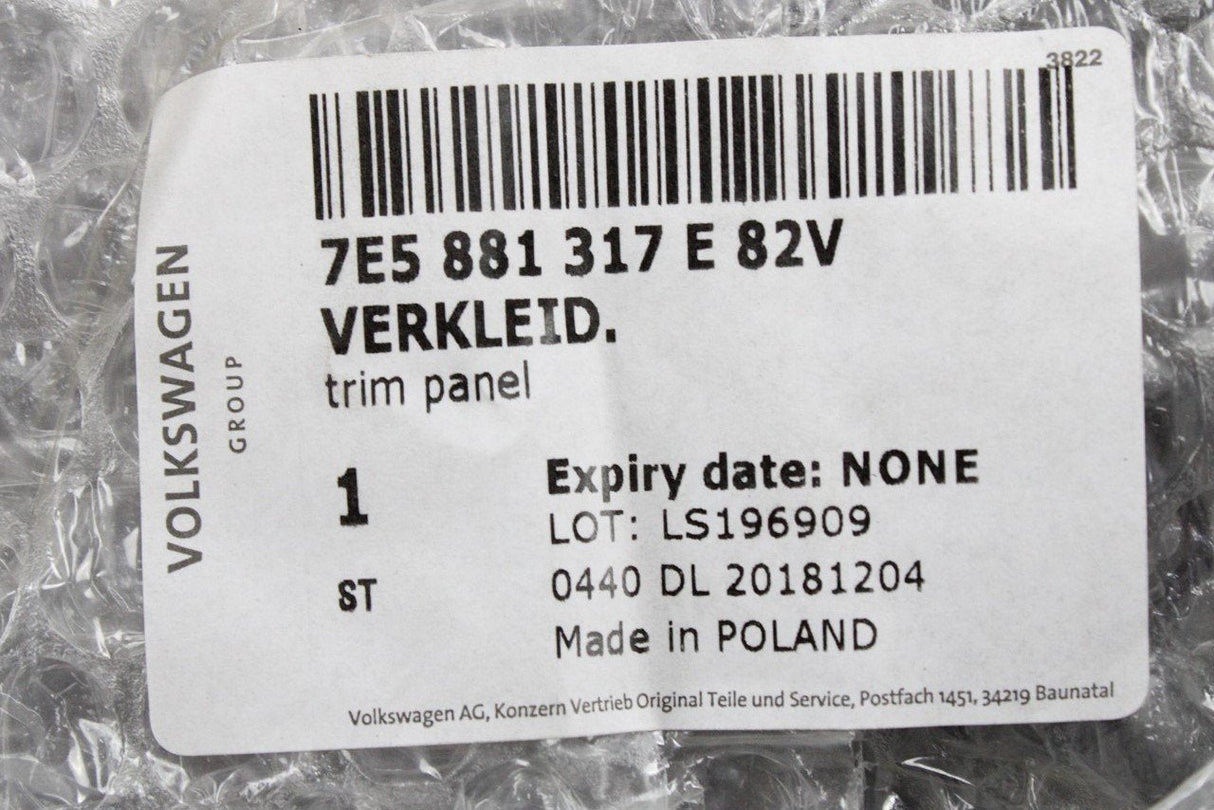 3822
7E5 881 317 E 82V
VERKLEID.
trim panel
VOLKSWAGEN
GROUP
1
ST
Expiry date: NONE
LOT: LS196909
0440 DL 20181204
Made in POLAND
Volkswagen AG, Konzern Vertrieb Original Teile und Service, Postfach 1451, 34219 Baunatal